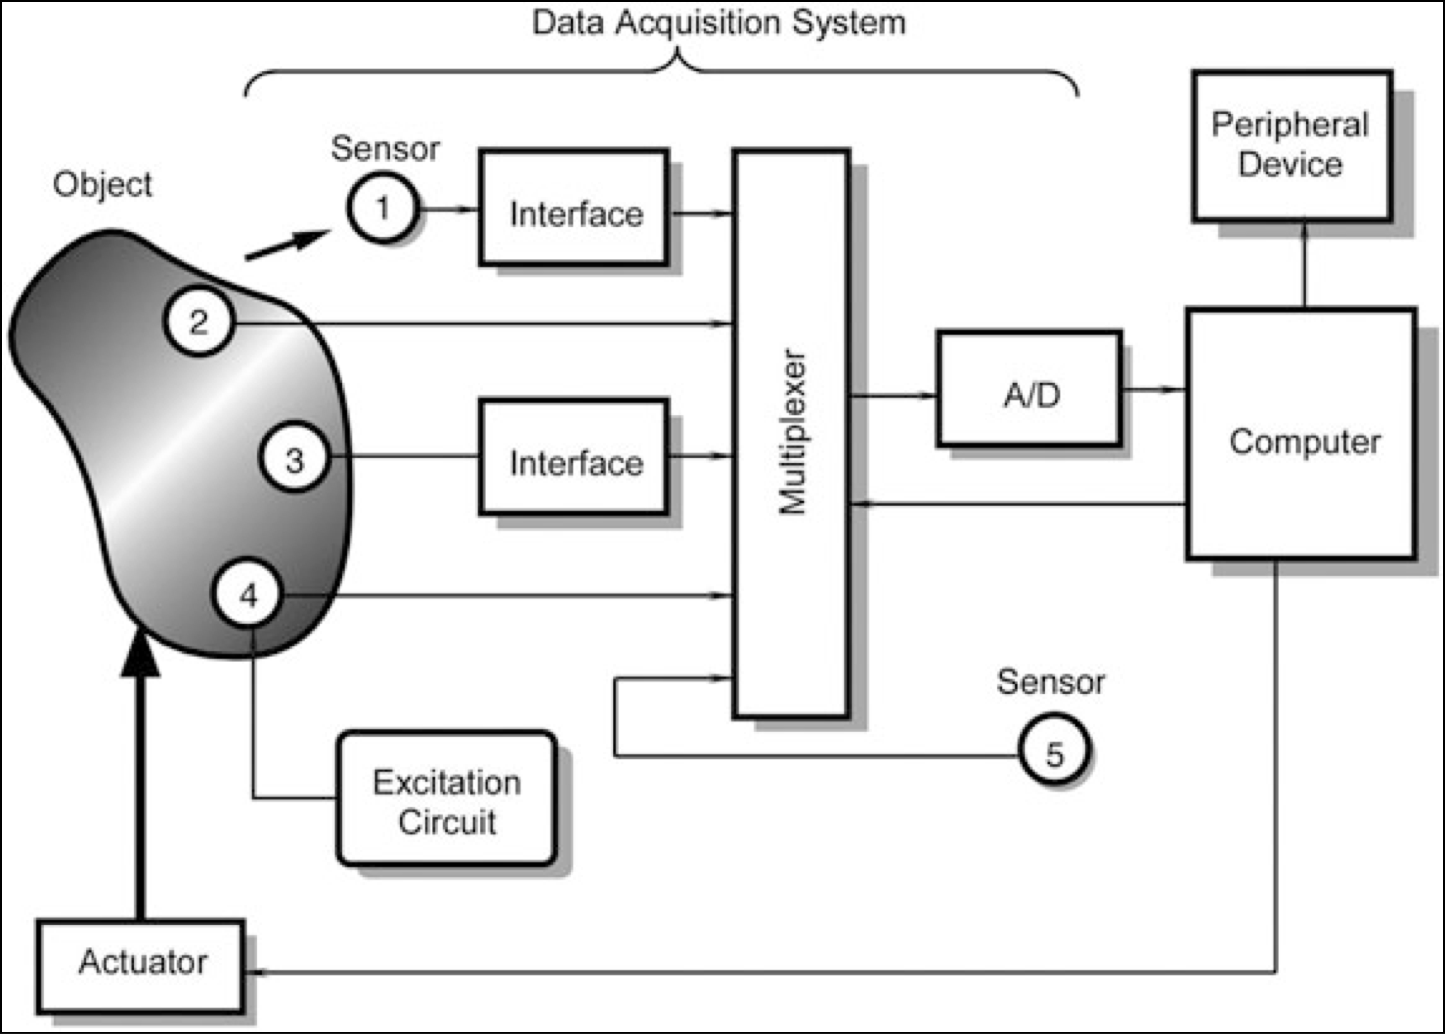 Data Acquisition System
Peripheral
Device
Sensor
Object
1
Interface
2
Multiplexer
A/D
Computer
3
Interface
4
Sensor
5
Excitation
Circuit
Actuator